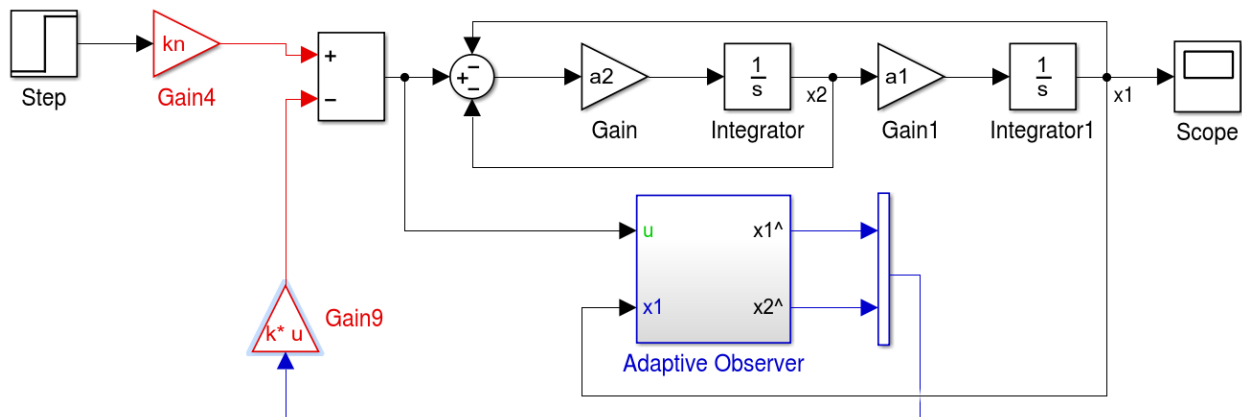 Step
kn
Gain4
+
−
+
−
−
a2
Gain
1
s
Integrator
x2
a1
Gain1
1
s
Integrator1
x1
Scope
u
x1^
x1
x2^
Adaptive Observer
k* u
Gain9